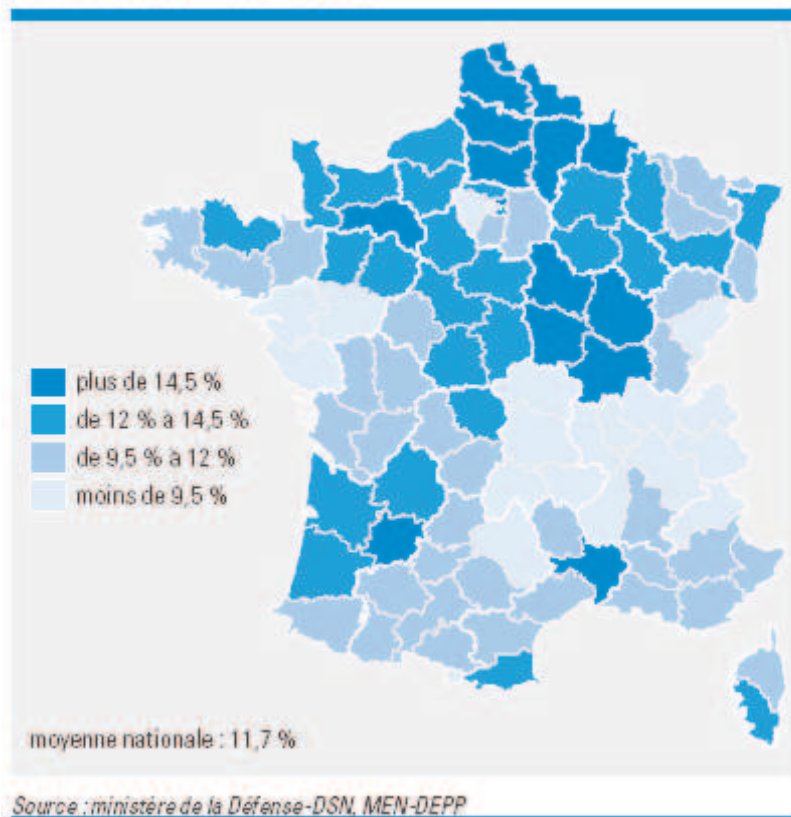 plus de 14,5 %
de 12 % à 14,5 %
de 9,5 % à 12 %
moins de 9,5 %
moyenne nationale : 11,7 %
Source : ministère de la Défense-DSN, MEN-DEPP